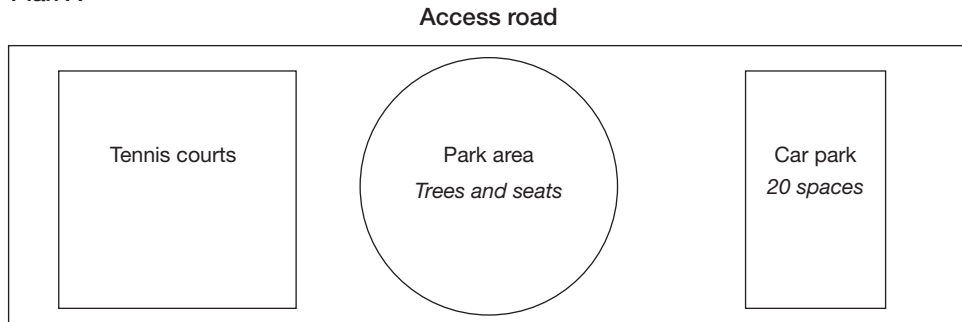 Access road
Tennis courts
Park area
Trees and seats
Car park
20 spaces